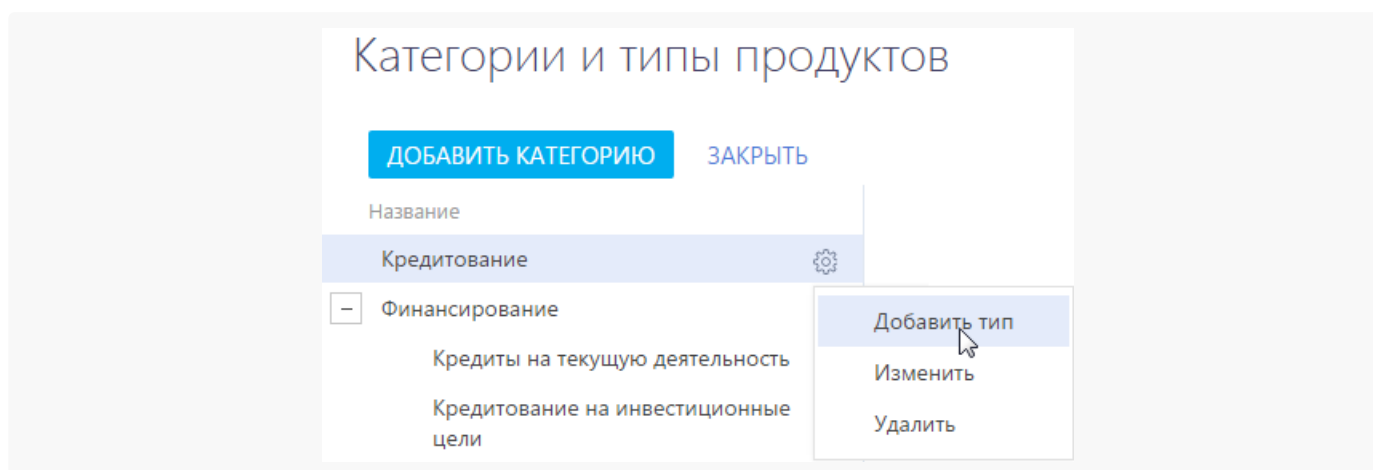 Категории и типы продуктов
ДОБАВИТЬ КАТЕГОРИЮ ЗАКРЫТЬ
Название
Кредитование
Финансирование
Добавить тип
Кредиты на текущую деятельность
Изменить
Кредитование на инвестиционные
цели
Удалить